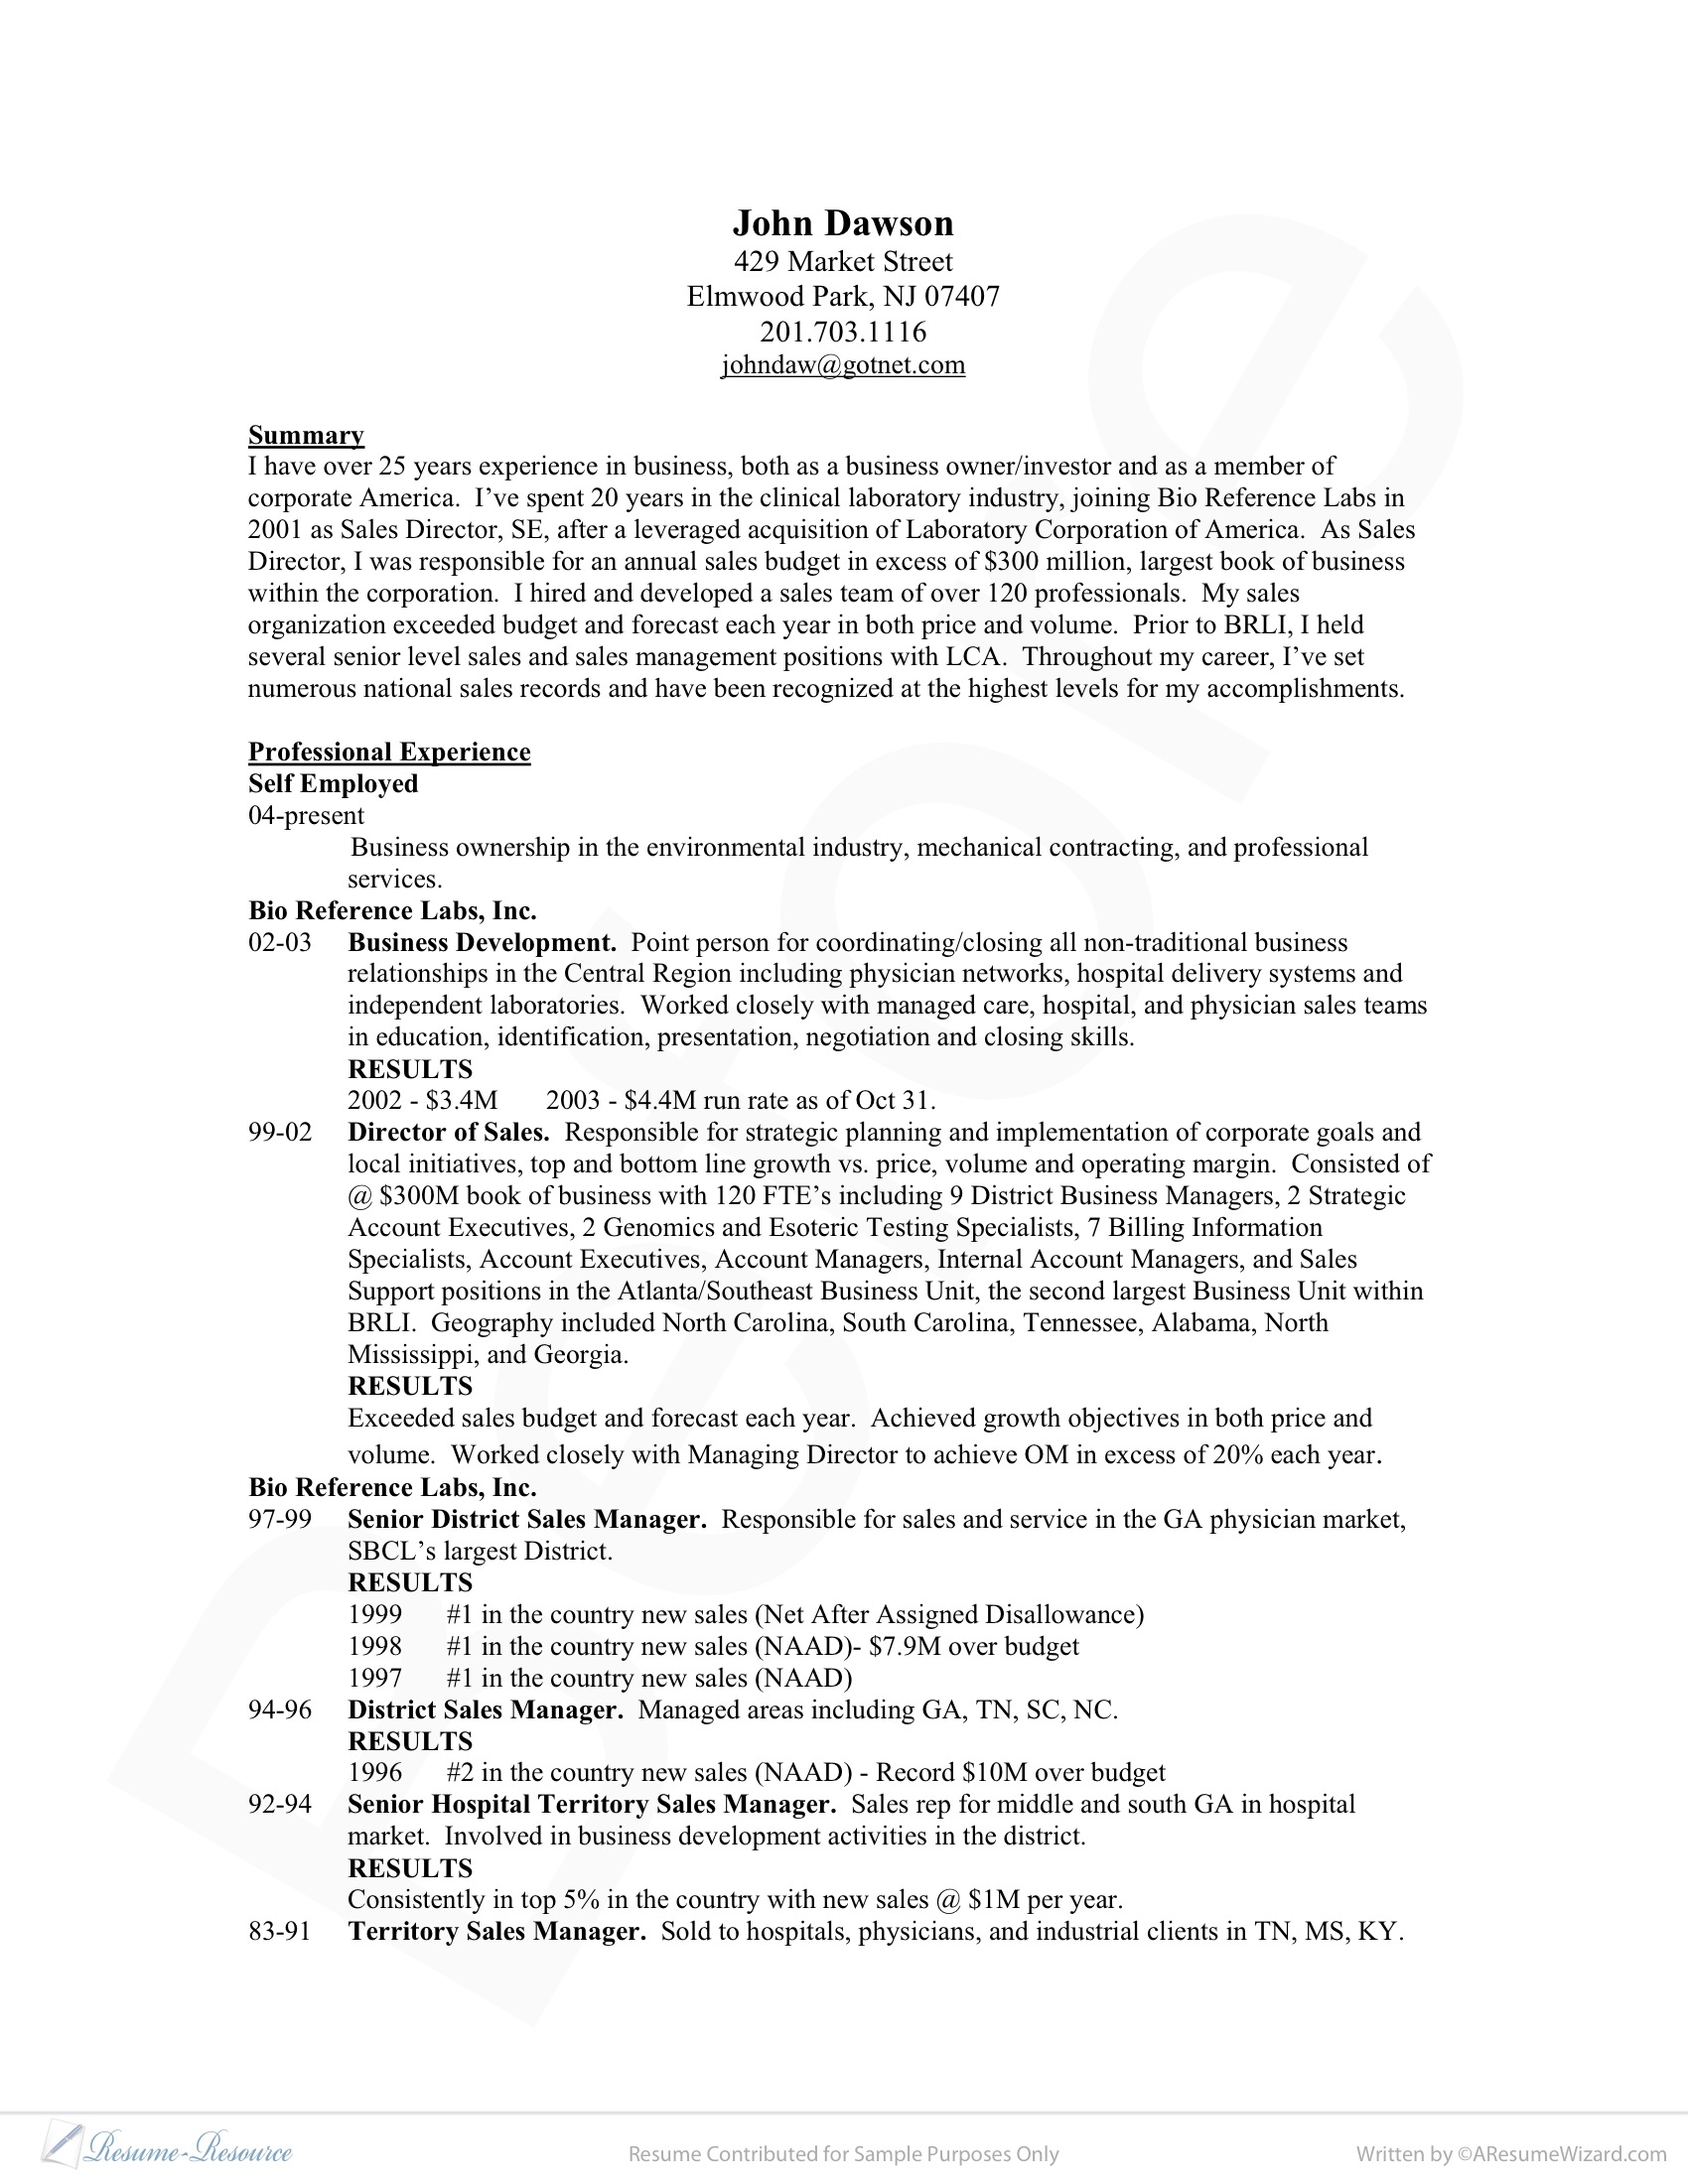 John Dawson
429 Market Street
Elmwood Park, NJ 07407
201.703.1116
johndaw@gotnet.com
Summary
I have over 25 years experience in business, both as a business owner/investor and as a member of
corporate America.  I’ve spent 20 years in the clinical laboratory industry, joining Bio Reference Labs in
2001 as Sales Director, SE, after a leveraged acquisition of Laboratory Corporation of America.  As Sales
Director, I was responsible for an annual sales budget in excess of $300 million, largest book of business
within the corporation.  I hired and developed a sales team of over 120 professionals.  My sales
organization exceeded budget and forecast each year in both price and volume.  Prior to BRLI, I held
several senior level sales and sales management positions with LCA.  Throughout my career, I’ve set
numerous national sales records and have been recognized at the highest levels for my accomplishments.
Professional Experience
Self Employed
04-present
Business ownership in the environmental industry, mechanical contracting, and professional
services.
Bio Reference Labs, Inc.
02-03 Business Development.  Point person for coordinating/closing all non-traditional business
relationships in the Central Region including physician networks, hospital delivery systems and
independent laboratories.  Worked closely with managed care, hospital, and physician sales teams
in education, identification, presentation, negotiation and closing skills.
RESULTS
2002 - $3.4M 2003 - $4.4M run rate as of Oct 31.
99-02 Director of Sales.  Responsible for strategic planning and implementation of corporate goals and
local initiatives, top and bottom line growth vs. price, volume and operating margin.  Consisted of
@ $300M book of business with 120 FTE’s including 9 District Business Managers, 2 Strategic
Account Executives, 2 Genomics and Esoteric Testing Specialists, 7 Billing Information
Specialists, Account Executives, Account Managers, Internal Account Managers, and Sales
Support positions in the Atlanta/Southeast Business Unit, the second largest Business Unit within
BRLI.  Geography included North Carolina, South Carolina, Tennessee, Alabama, North
Mississippi, and Georgia.
RESULTS
Exceeded sales budget and forecast each year.  Achieved growth objectives in both price and
volume.  Worked closely with Managing Director to achieve OM in excess of 20% each year.
Bio Reference Labs, Inc.
97-99 Senior District Sales Manager.  Responsible for sales and service in the GA physician market,
SBCL’s largest District.
RESULTS
1999 #1 in the country new sales (Net After Assigned Disallowance)
1998 #1 in the country new sales (NAAD)- $7.9M over budget
1997 #1 in the country new sales (NAAD)
94-96 District Sales Manager.  Managed areas including GA, TN, SC, NC.
RESULTS
1996 #2 in the country new sales (NAAD) - Record $10M over budget
92-94 Senior Hospital Territory Sales Manager.  Sales rep for middle and south GA in hospital
market.  Involved in business development activities in the district.
RESULTS
Consistently in top 5% in the country with new sales @ $1M per year.
83-91 Territory Sales Manager.  Sold to hospitals, physicians, and industrial clients in TN, MS, KY.
Before
Resume-Resource Resume Contributed for Sample Purposes Only Written by ©AResumeWizard.com